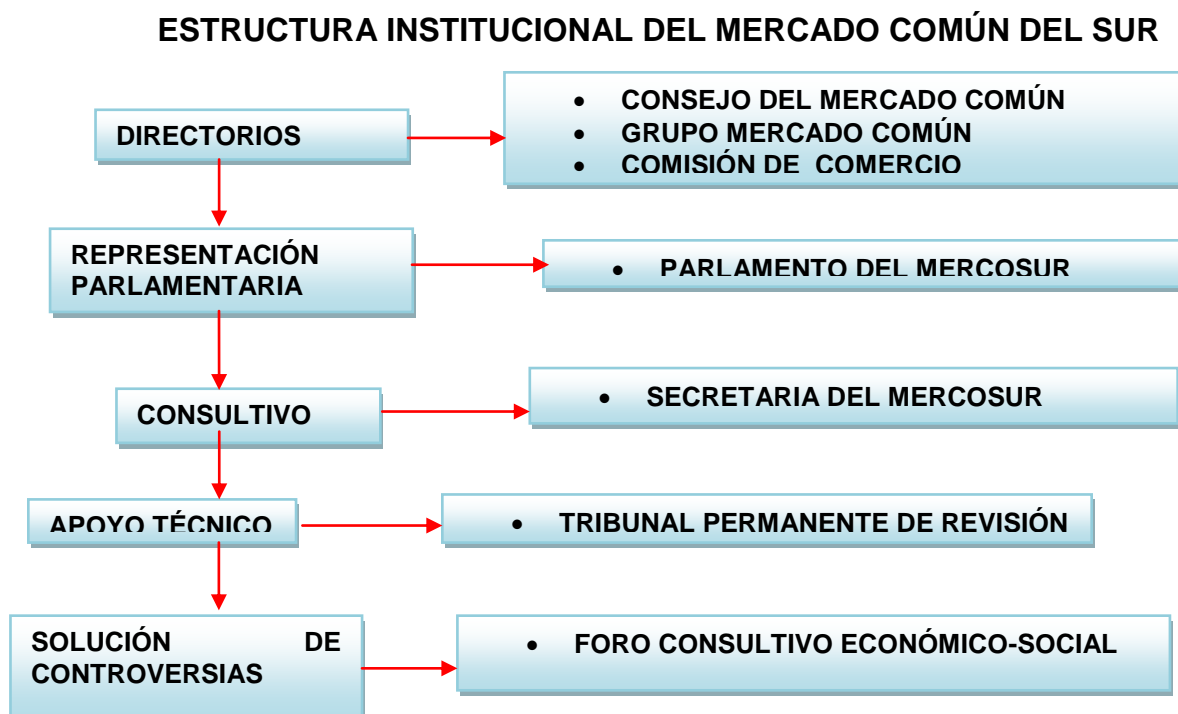 ESTRUCTURA INSTITUCIONAL DEL MERCADO COMÚN DEL SUR
DIRECTORIOS
• CONSEJO DEL MERCADO COMÚN
• GRUPO MERCADO COMÚN
• COMISIÓN DE COMERCIO
REPRESENTACIÓN
PARLAMENTARIA
• PARLAMENTO DEL MERCOSUR
CONSULTIVO
• SECRETARIA DEL MERCOSUR
APOYO TÉCNICO
• TRIBUNAL PERMANENTE DE REVISIÓN
SOLUCIÓN DE
CONTROVERSIAS
• FORO CONSULTIVO ECONÓMICO-SOCIAL